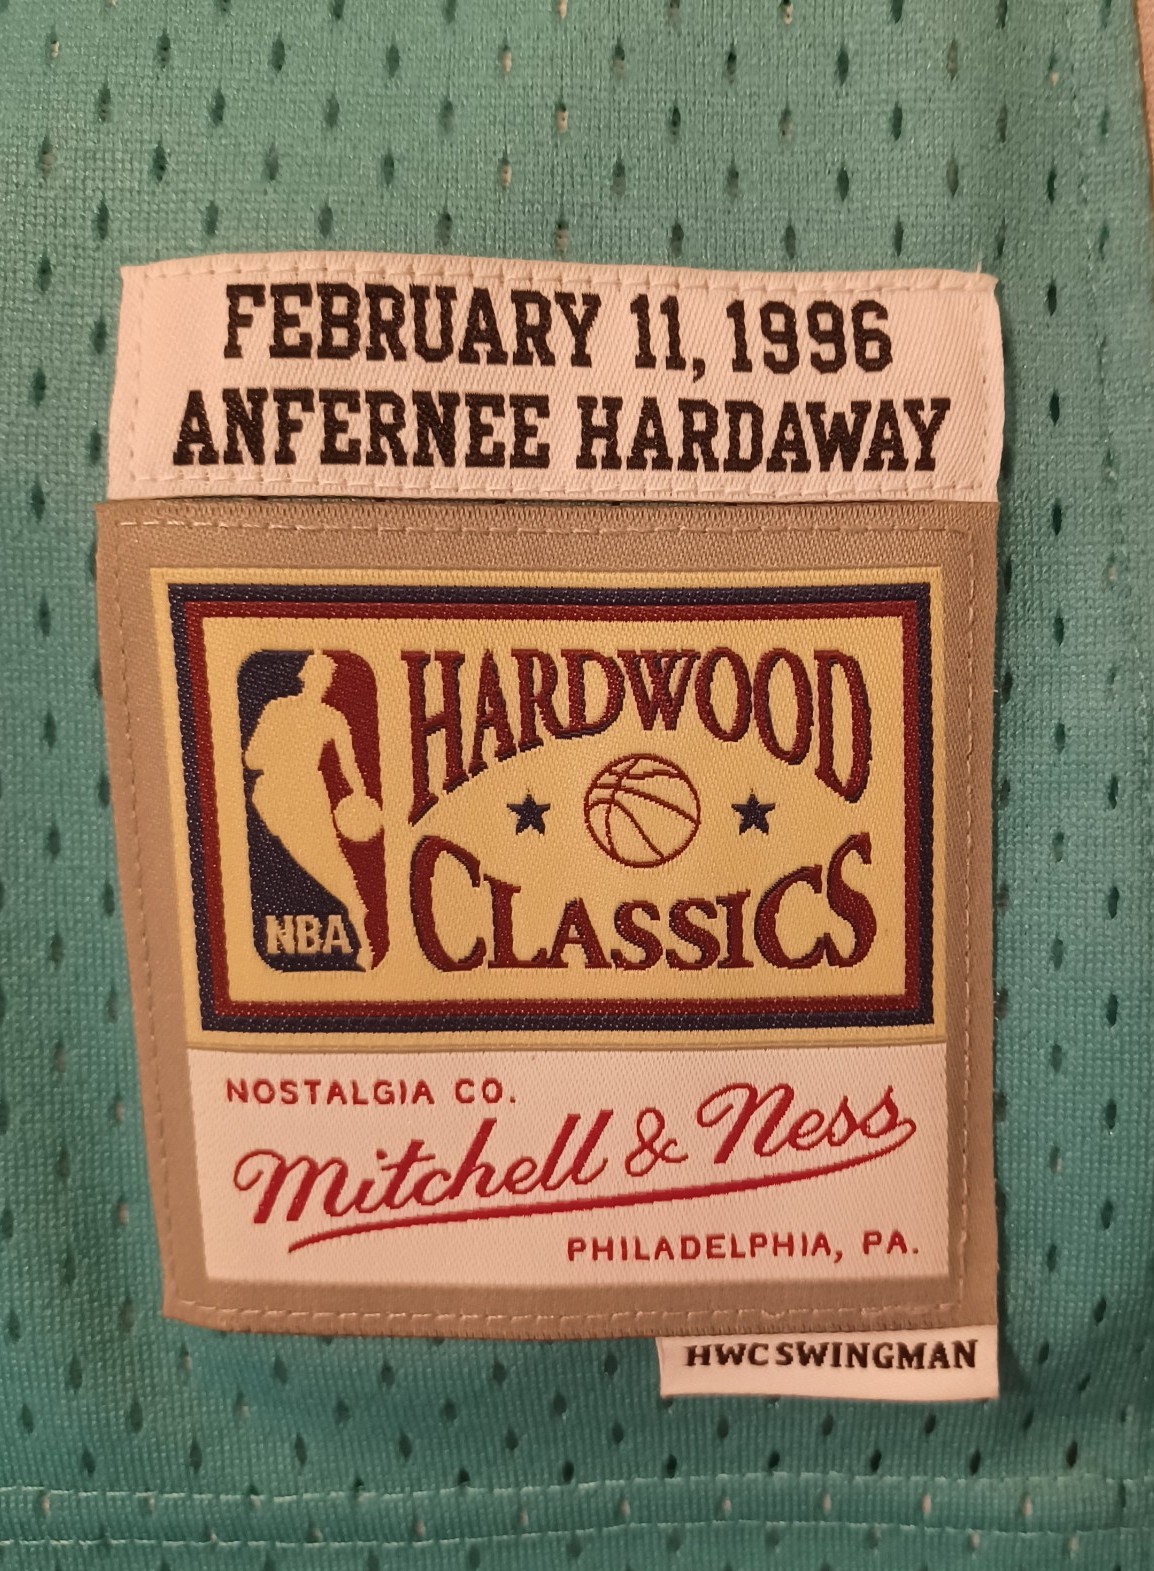 FEBRUARY 11, 1996
ANFERNEE HARDAWAY
HARDWOOD
CLASSICS
NBA
NOSTALGIA CO.
Mitchell & Ness
PHILADELPHIA, PA.
HWC SWINGMAN